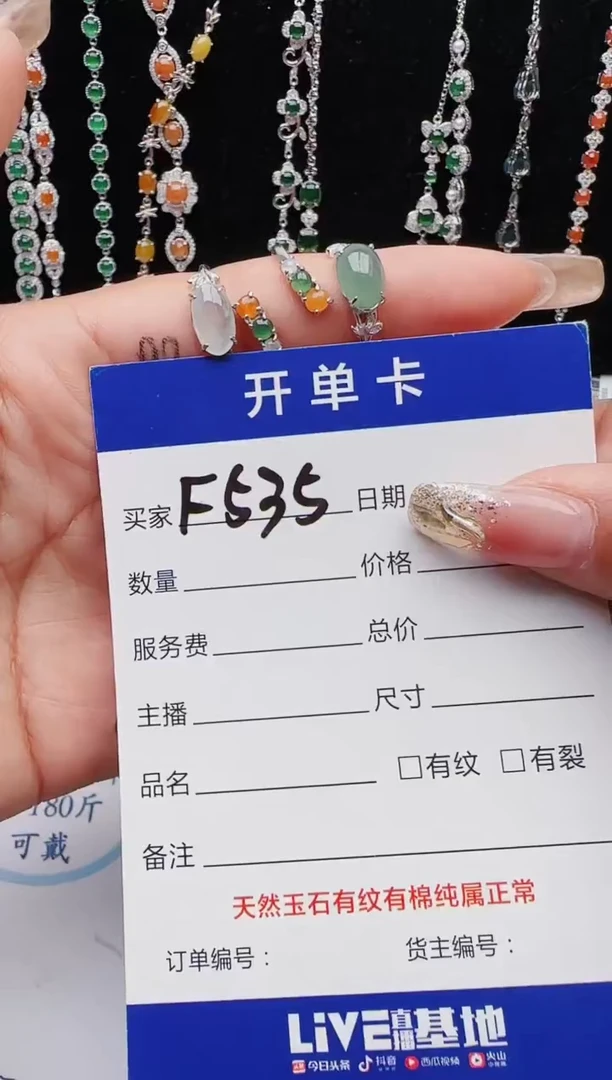 开单卡
买家 F535 日期
数量 价格
服务费 总价
主播 尺寸
品名 □有纹 □有裂
备注
天然玉石有纹有棉纯属正常
订单编号： 货主编号：
LIVE直播基地
今日头条 抖音 西瓜视频 火山
180斤
可戴